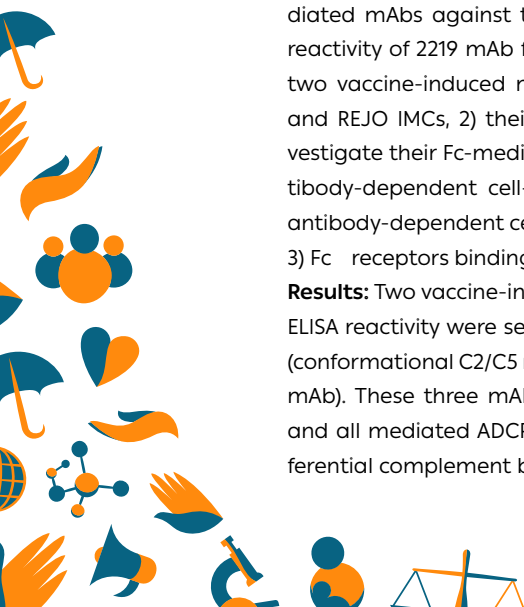 diated mAbs against
reactivity of 2219 mAb
two vaccine-induced
and REJO IMCs, 2) thei
vestigate their Fc-medi
tibody-dependent cell-
antibody-dependent ce
3) Fc receptors binding
Results: Two vaccine-in
ELISA reactivity were se
(conformational C2/C5
mAb). These three mA
and all mediated ADCP
ferential complement b